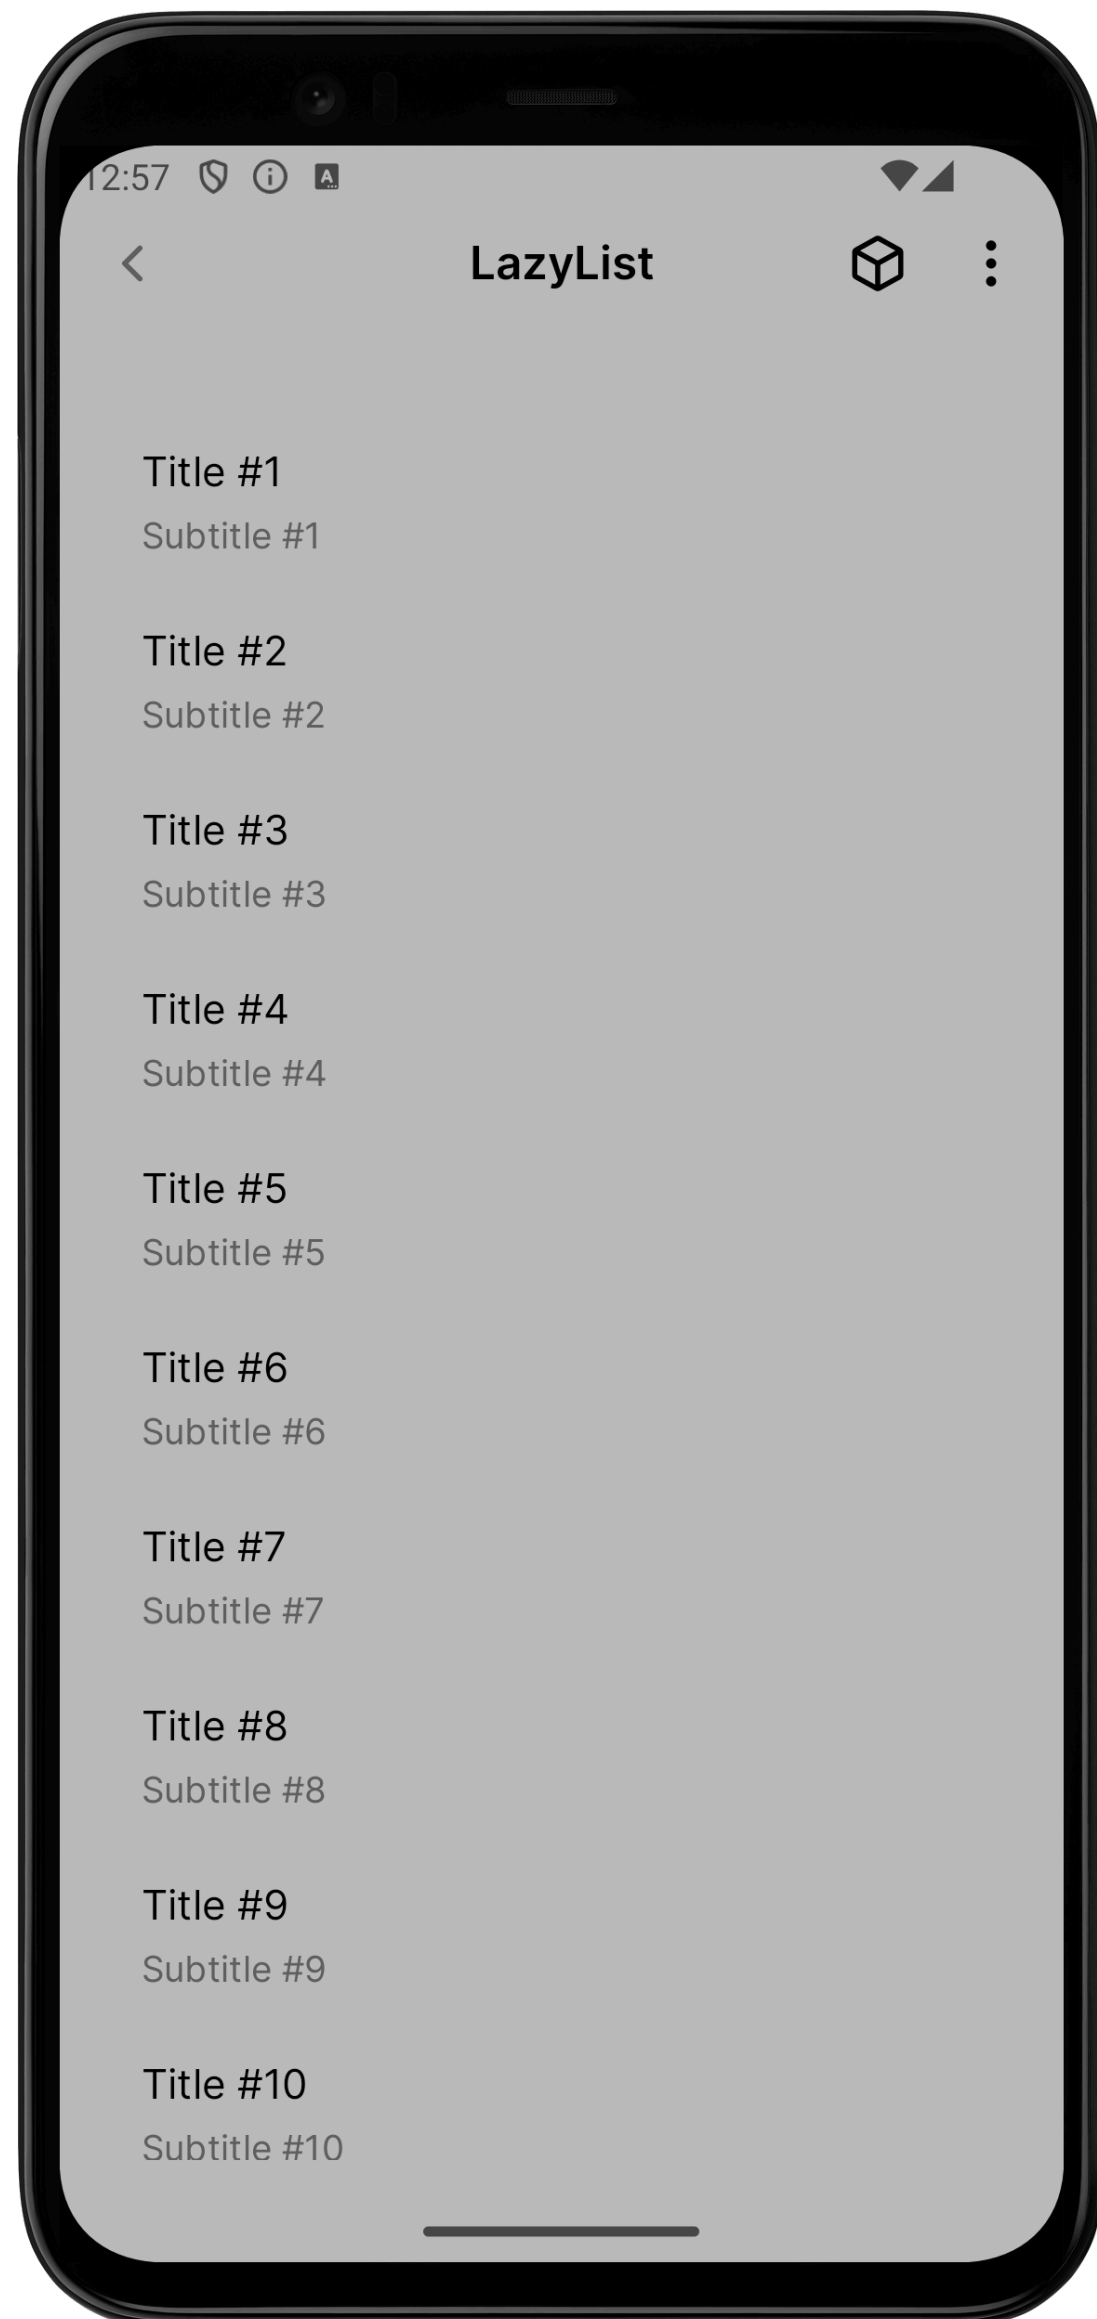 12:57
LazyList
Title #1
Subtitle #1
Title #2
Subtitle #2
Title #3
Subtitle #3
Title #4
Subtitle #4
Title #5
Subtitle #5
Title #6
Subtitle #6
Title #7
Subtitle #7
Title #8
Subtitle #8
Title #9
Subtitle #9
Title #10
Subtitle #10